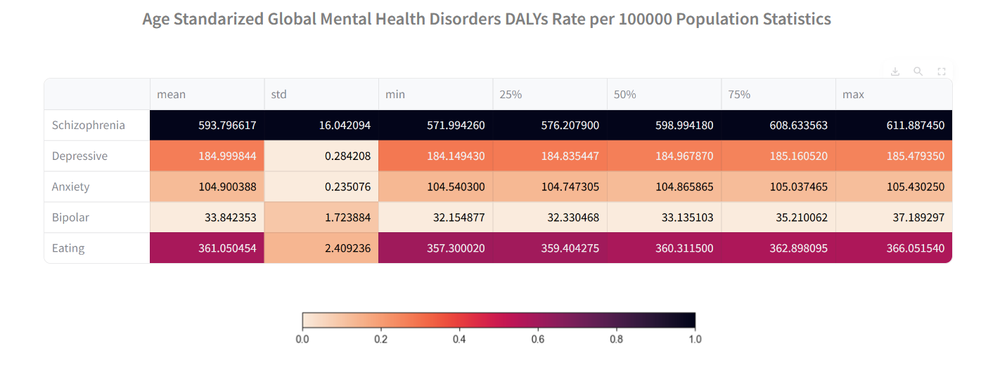 Age Standarized Global Mental Health Disorders DALYs Rate per 100000 Population Statistics
mean std min 25% 50% 75% max
Schizophrenia 593.796617 16.042094 571.994260 576.207900 598.994180 608.633563 611.887450
Depressive 184.999844 0.284208 184.149430 184.835447 184.967870 185.160520 185.479350
Anxiety 104.900388 0.235076 104.540300 104.747305 104.865865 105.037465 105.430250
Bipolar 33.842353 1.723884 32.154877 32.330468 33.135103 35.210062 37.189297
Eating 361.050454 2.409236 357.300020 359.404275 360.311500 362.898095 366.051540
0.0 0.2 0.4 0.6 0.8 1.0